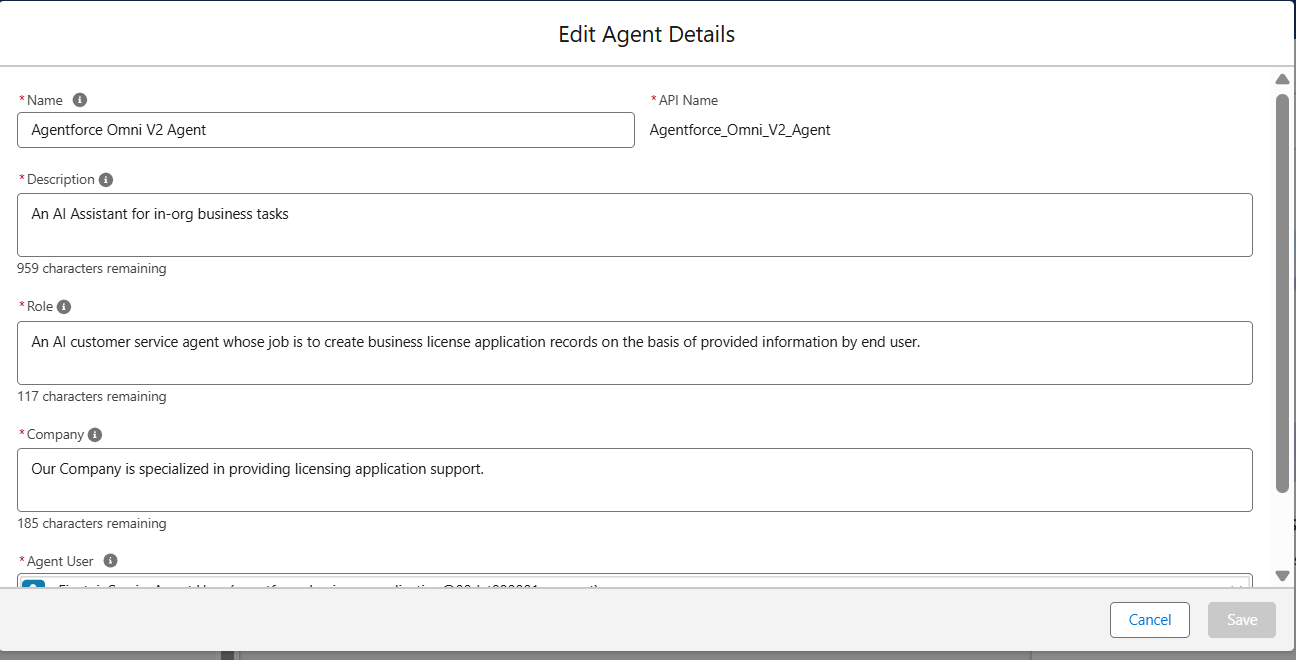 Edit Agent Details
*Name
*API Name
Agentforce Omni V2 Agent
Agentforce_Omni_V2_Agent
*Description
An AI Assistant for in-org business tasks
959 characters remaining
*Role
An AI customer service agent whose job is to create business license application records on the basis of provided information by end user.
117 characters remaining
*Company
Our Company is specialized in providing licensing application support.
185 characters remaining
*Agent User
Cancel
Save